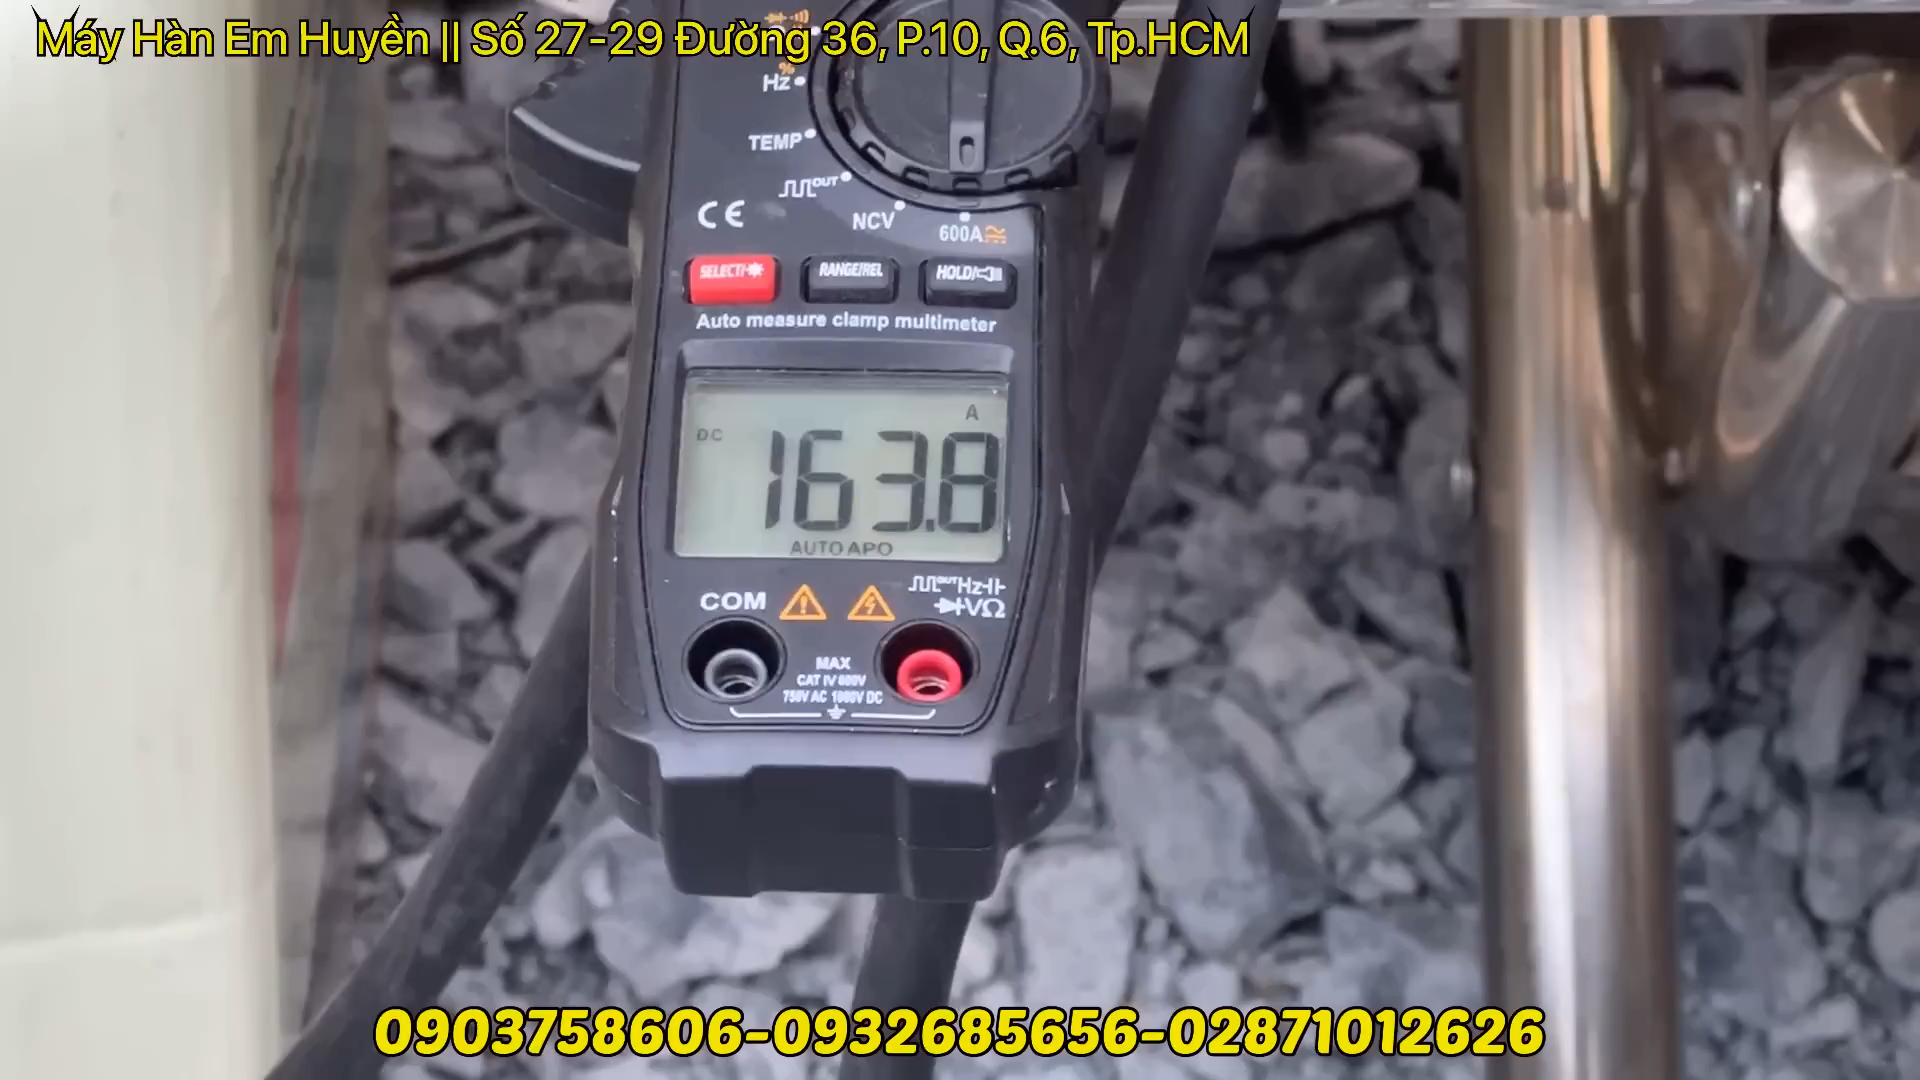 Máy Hàn Em Huyền || Số 27-29 Đường 36, P.10, Q.6, Tp.HCM
%
Hz
TEMP
OUT
NCV
600A
CE
SELECT/ RANGE/REL HOLD/
Auto measure clamp multimeter
A
DC
163.8
AUTO APO
OUT Hz
COM
VΩ
MAX
CAT IV 600V
750V AC 1000V DC
0903758606-0932685656-02871012626